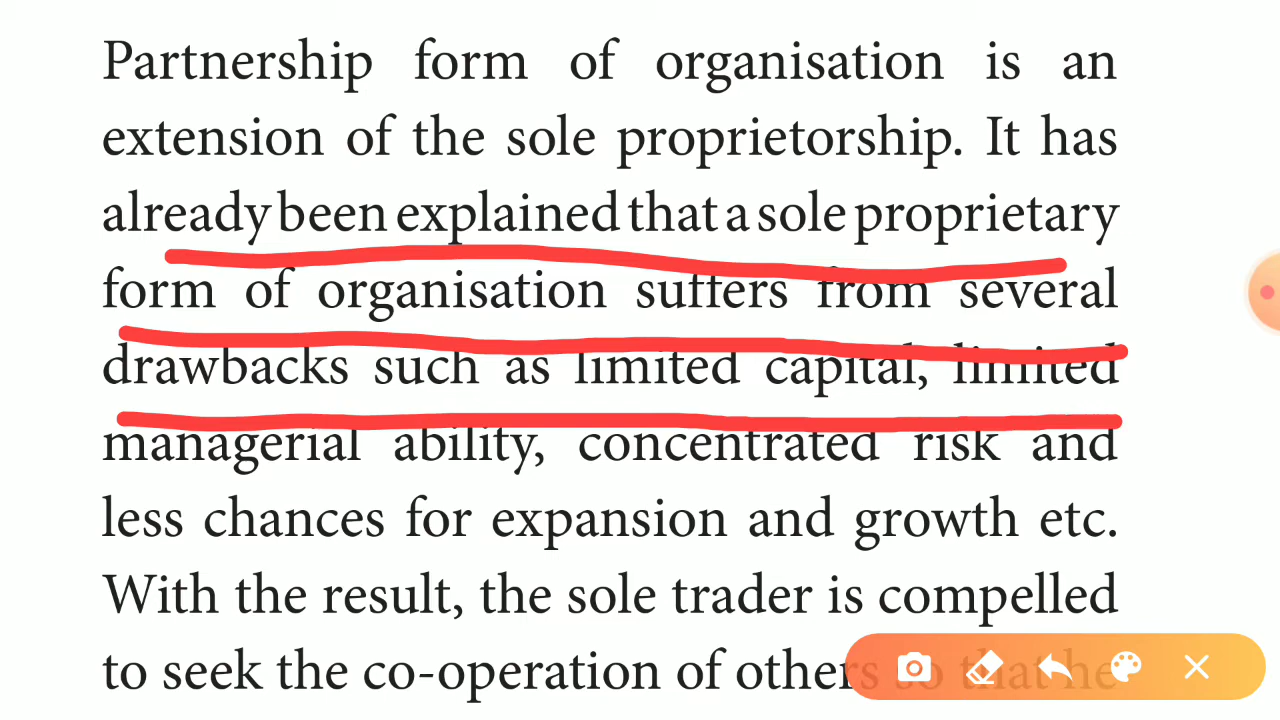 Partnership form of organisation is an
extension of the sole proprietorship. It has
already been explained that a sole proprietary
form of organisation suffers from several
drawbacks such as limited capital, limited
managerial ability, concentrated risk and
less chances for expansion and growth etc.
With the result, the sole trader is compelled
to seek the co-operation of others so that he